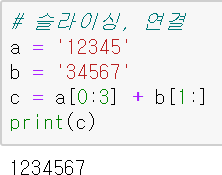 # 슬라이싱, 연결
a = '12345'
b = '34567'
c = a[0:3] + b[1:]
print(c)
1234567